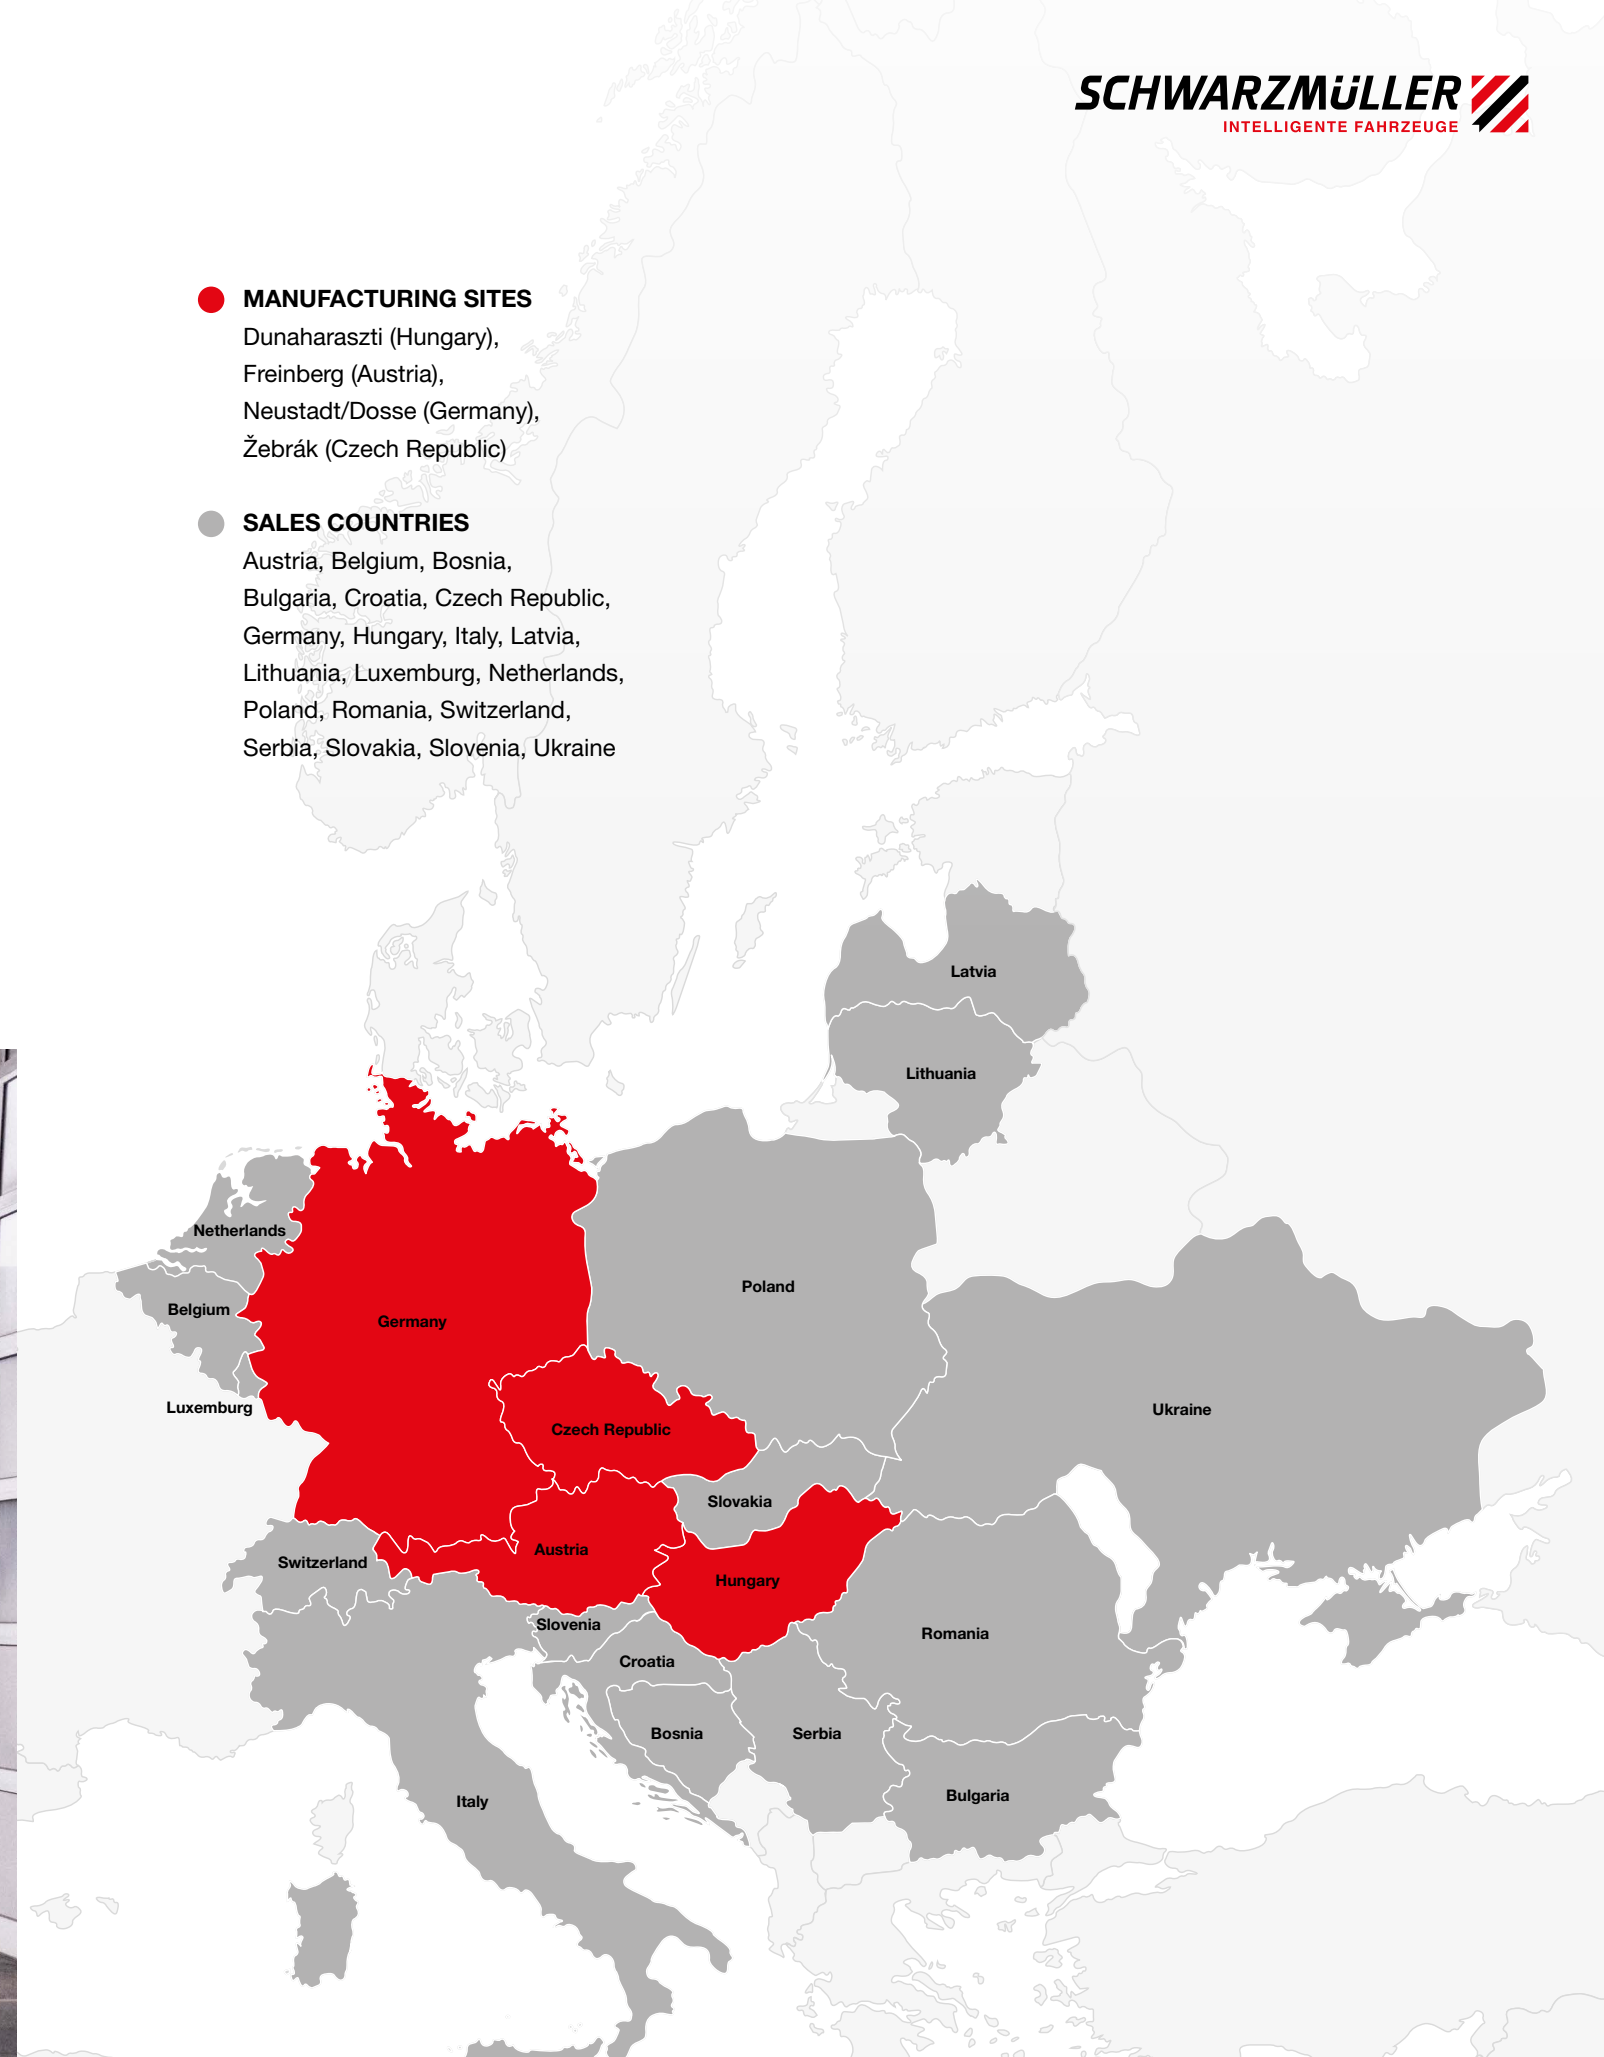 SCHWARZMÜLLER
INTELLIGENTE FAHRZEUGE
MANUFACTURING SITES
Dunaharaszti (Hungary),
Freinberg (Austria),
Neustadt/Dosse (Germany),
Žebrák (Czech Republic)
SALES COUNTRIES
Austria, Belgium, Bosnia,
Bulgaria, Croatia, Czech Republic,
Germany, Hungary, Italy, Latvia,
Lithuania, Luxemburg, Netherlands,
Poland, Romania, Switzerland,
Serbia, Slovakia, Slovenia, Ukraine
Latvia
Lithuania
Netherlands
Poland
Belgium
Germany
Luxemburg
Ukraine
Czech Republic
Slovakia
Austria
Switzerland
Hungary
Slovenia
Romania
Croatia
Bosnia
Serbia
Bulgaria
Italy